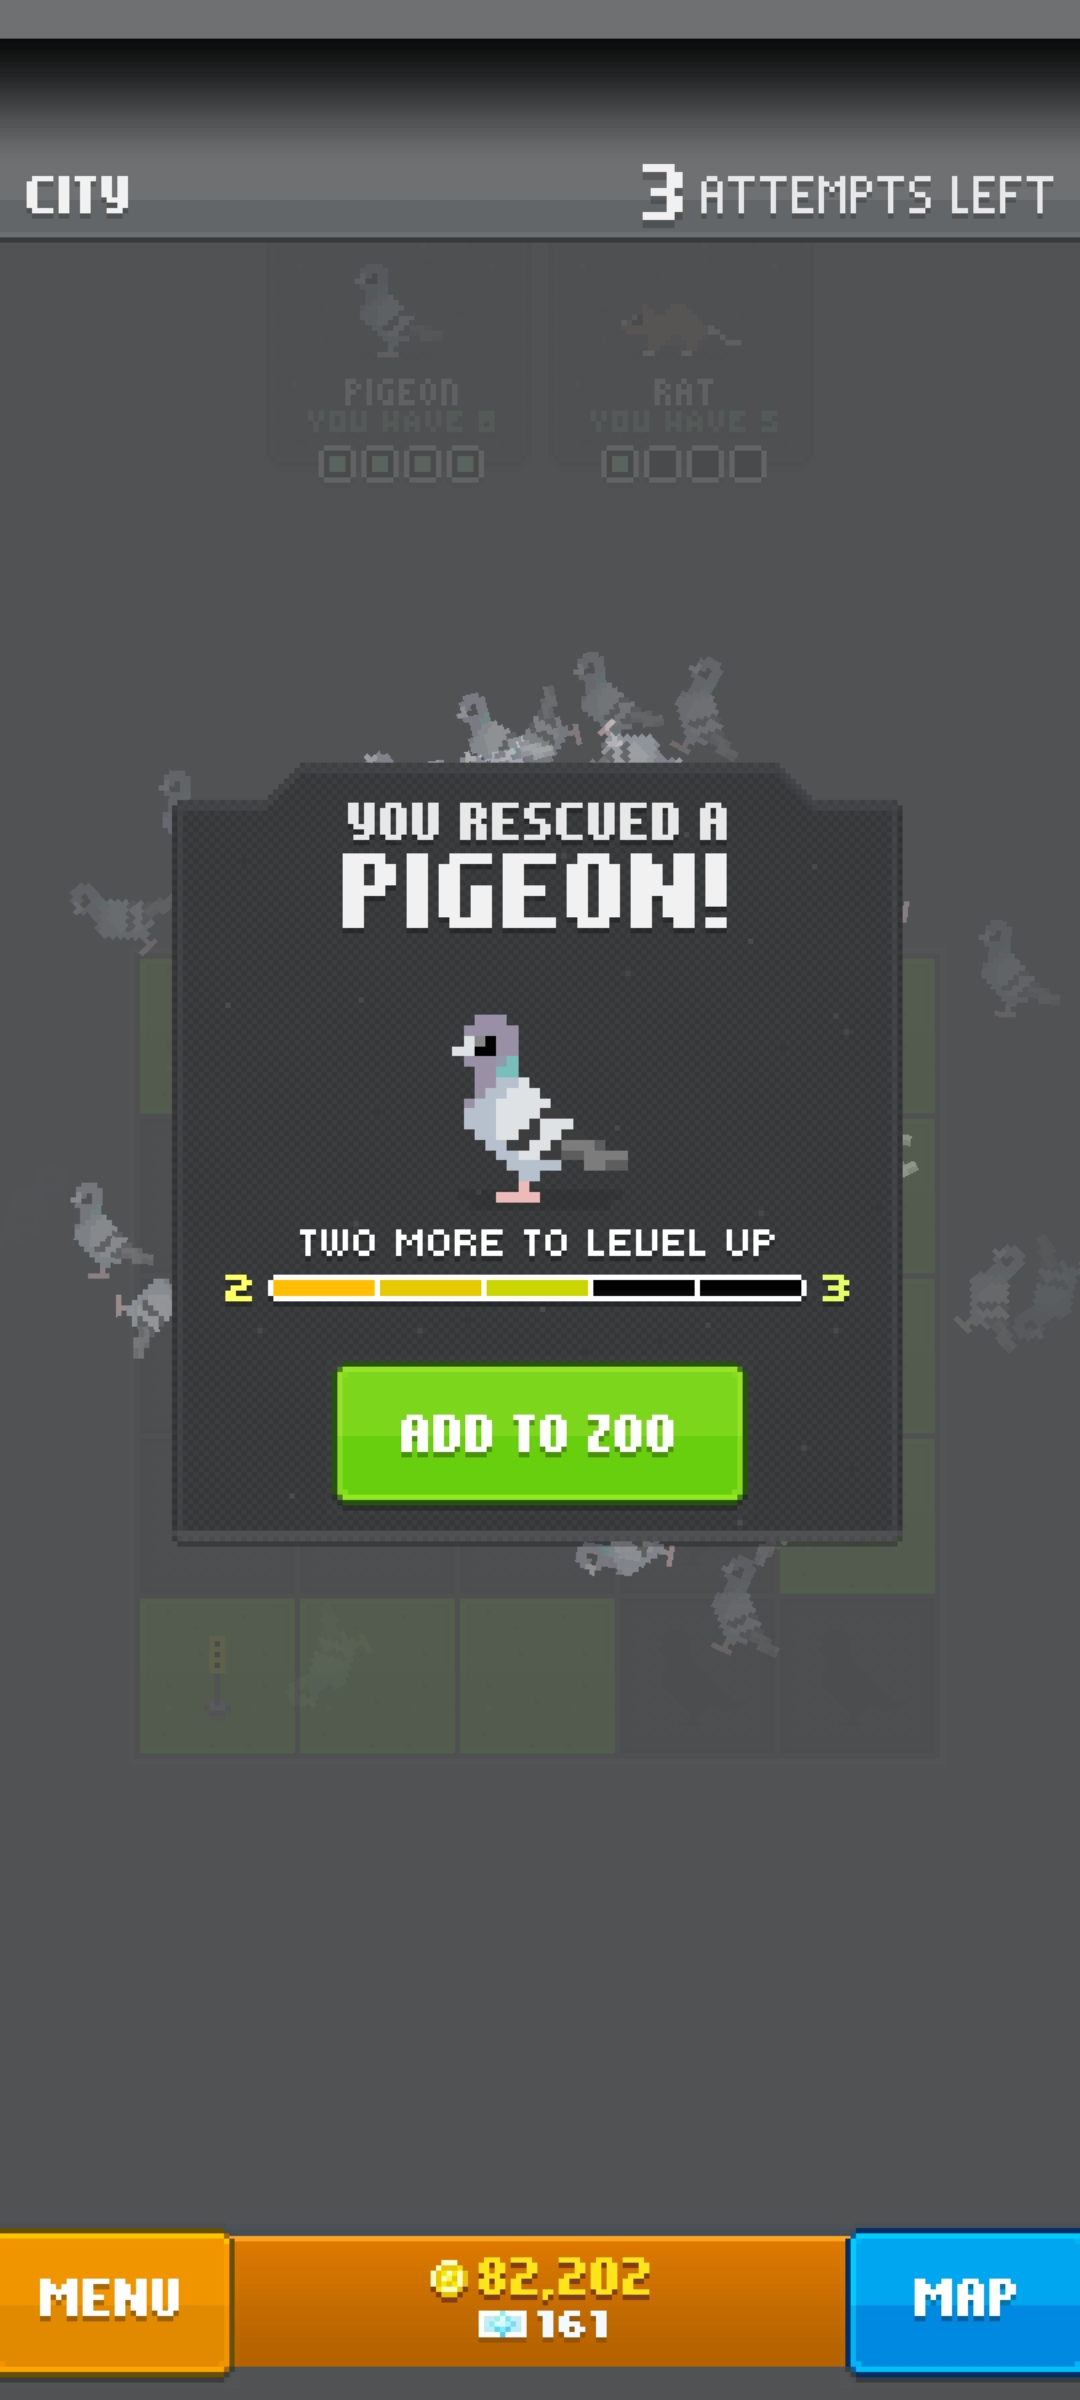 CITY
3 ATTEMPTS LEFT
PIGEON
RAT
YOU HAVE 8
YOU HAVE 5
YOU RESCUED A
PIGEON!
TWO MORE TO LEVEL UP
2
3
ADD TO ZOO
MENU
82,202
161
MAP